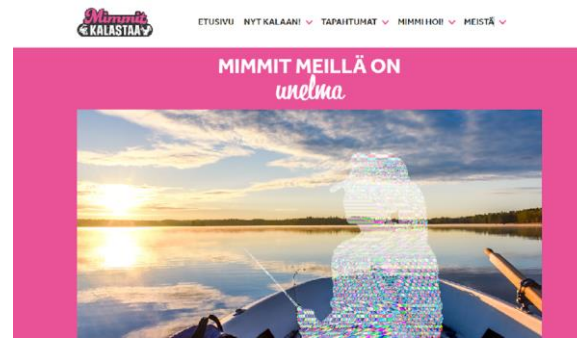 Mimmit
KALASTAA
ETUSIVU NYT KALAAN! TAPAHTUMAT MIMMI HOI! MEISTÄ
MIMMIT MEILLÄ ON
unelma